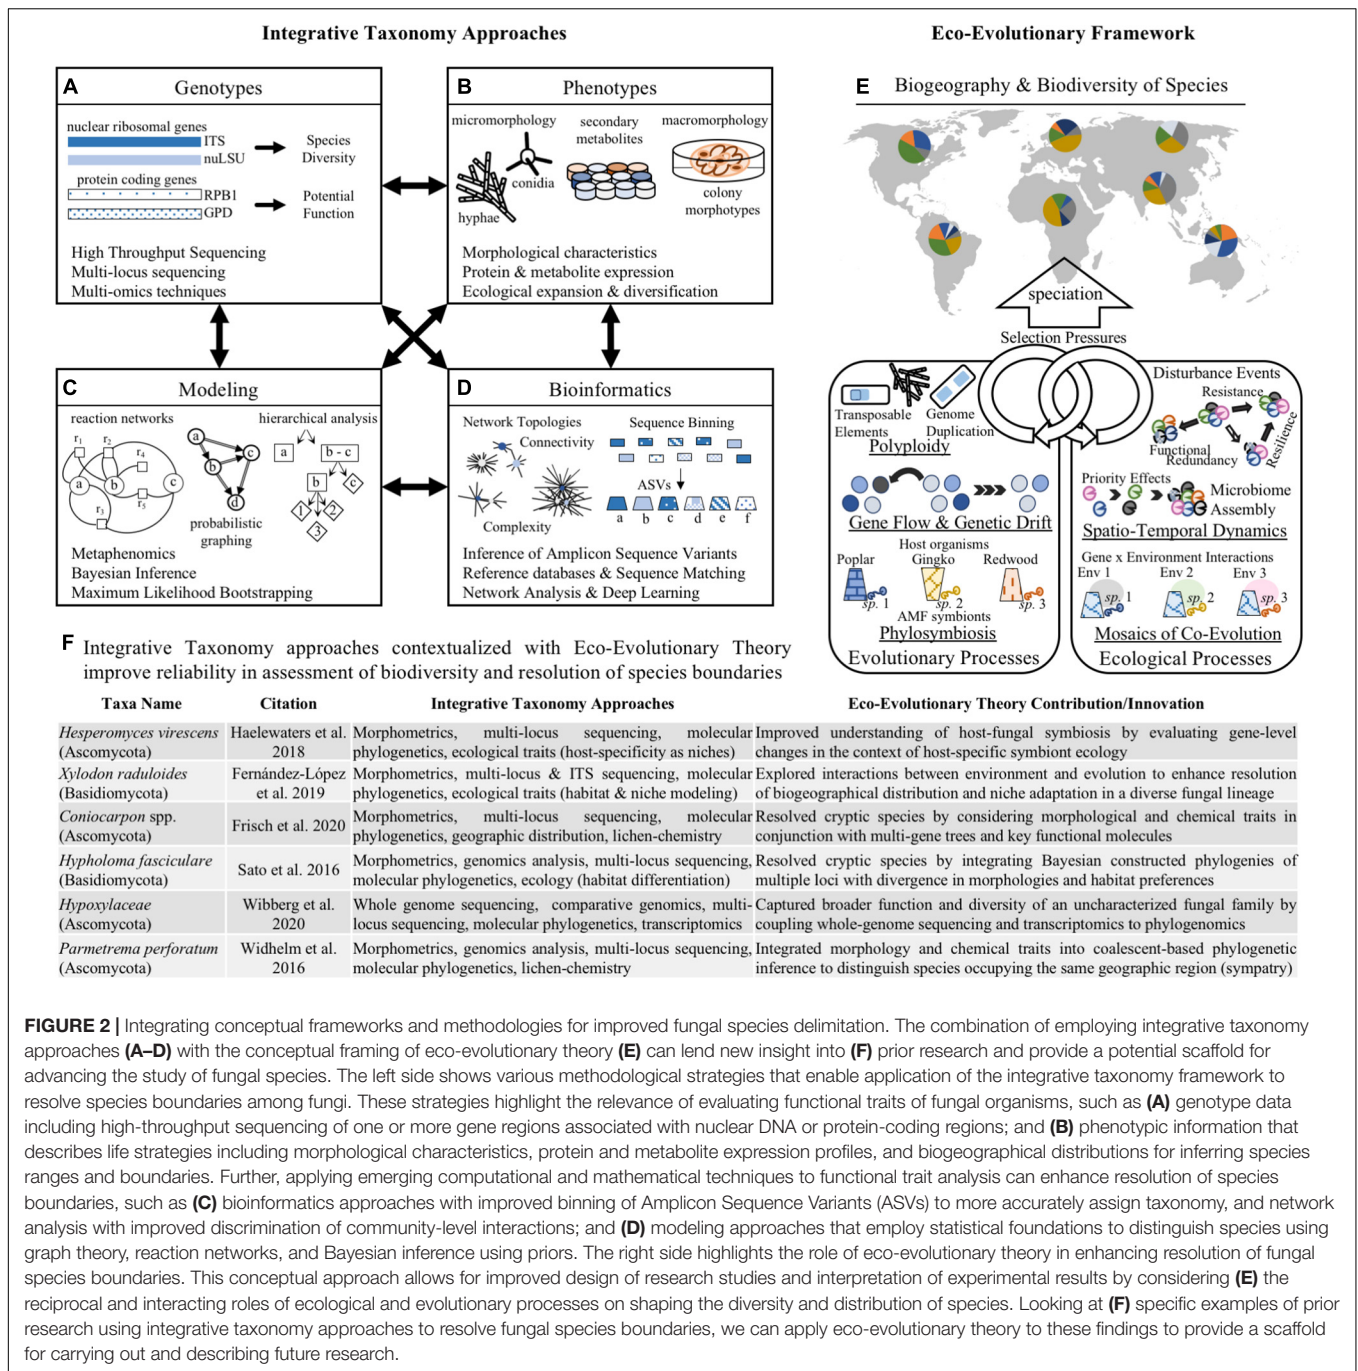 Integrative Taxonomy Approaches
Eco-Evolutionary Framework
A
Genotypes
nuclear ribosomal genes
ITS
nuLSU
Species
Diversity
protein coding genes
RPB1
GPD
Potential
Function
High Throughput Sequencing
Multi-locus sequencing
Multi-omics techniques
B
Phenotypes
micromorphology
secondary
metabolites
macromorphology
conidia
hyphae
colony
morphotypes
Morphological characteristics
Protein & metabolite expression
Ecological expansion & diversification
C
Modeling
reaction networks
hierarchical analysis
r1
r2
r4
r5
r3
a
b
c
a
b
c
d
probabilistic
graphing
a
b - c
b
c
1
2
3
Metaphenomics
Bayesian Inference
Maximum Likelihood Bootstrapping
D
Bioinformatics
Network Topologies
Connectivity
Complexity
Sequence Binning
ASVs
a b c d e f
Inference of Amplicon Sequence Variants
Reference databases & Sequence Matching
Network Analysis & Deep Learning
E
Biogeography & Biodiversity of Species
speciation
Selection Pressures
Transposable
Elements
Genome
Duplication
Polyploidy
Gene Flow & Genetic Drift
Host organisms
Poplar Gingko Redwood
sp. 1 sp. 2 sp. 3
AMF symbionts
Phylosymbiosis
Evolutionary Processes
Disturbance Events
Resistance
Resilience
Functional
Redundancy
Priority Effects
Microbiome
Assembly
Spatio-Temporal Dynamics
Gene x Environment Interactions
Env 1 Env 2 Env 3
sp. 1 sp. 2 sp. 3
Mosaics of Co-Evolution
Ecological Processes
F Integrative Taxonomy approaches contextualized with Eco-Evolutionary Theory
improve reliability in assessment of biodiversity and resolution of species boundaries
Taxa Name Citation Integrative Taxonomy Approaches Eco-Evolutionary Theory Contribution/Innovation
Hesperomyces virescens Haelewaters et al. Morphometrics, multi-locus sequencing, molecular Improved understanding of host-fungal symbiosis by evaluating gene-level
(Ascomycota) 2018 phylogenetics, ecological traits (host-specificity as niches) changes in the context of host-specific symbiont ecology
Xylodon raduloides Fernández-López Morphometrics, multi-locus & ITS sequencing, molecular Explored interactions between environment and evolution to enhance resolution
(Basidiomycota) et al. 2019 phylogenetics, ecological traits (habitat & niche modeling) of biogeographical distribution and niche adaptation in a diverse fungal lineage
Coniocarpon spp. Frisch et al. 2020 Morphometrics, multi-locus sequencing, molecular Resolved cryptic species by considering morphological and chemical traits in
(Ascomycota) phylogenetics, geographic distribution, lichen-chemistry conjunction with multi-gene trees and key functional molecules
Hypholoma fasciculare Sato et al. 2016 Morphometrics, genomics analysis, multi-locus sequencing, Resolved cryptic species by integrating Bayesian constructed phylogenies of
(Basidiomycota) molecular phylogenetics, ecology (habitat differentiation) multiple loci with divergence in morphologies and habitat preferences
Hypoxylaceae Wibberg et al. Whole genome sequencing, comparative genomics, multi- Captured broader function and diversity of an uncharacterized fungal family by
(Ascomycota) 2020 locus sequencing, molecular phylogenetics, transcriptomics coupling whole-genome sequencing and transcriptomics to phylogenomics
Parmetrema perforatum Widhelm et al. Morphometrics, genomics analysis, multi-locus sequencing, Integrated morphology and chemical traits into coalescent-based phylogenetic
(Ascomycota) 2016 molecular phylogenetics, lichen-chemistry inference to distinguish species occupying the same geographic region (sympatry)
FIGURE 2 | Integrating conceptual frameworks and methodologies for improved fungal species delimitation. The combination of employing integrative taxonomy
approaches (A–D) with the conceptual framing of eco-evolutionary theory (E) can lend new insight into (F) prior research and provide a potential scaffold for
advancing the study of fungal species. The left side shows various methodological strategies that enable application of the integrative taxonomy framework to
resolve species boundaries among fungi. These strategies highlight the relevance of evaluating functional traits of fungal organisms, such as (A) genotype data
including high-throughput sequencing of one or more gene regions associated with nuclear DNA or protein-coding regions; and (B) phenotypic information that
describes life strategies including morphological characteristics, protein and metabolite expression profiles, and biogeographical distributions for inferring species
ranges and boundaries. Further, applying emerging computational and mathematical techniques to functional trait analysis can enhance resolution of species
boundaries, such as (C) bioinformatics approaches with improved binning of Amplicon Sequence Variants (ASVs) to more accurately assign taxonomy, and network
analysis with improved discrimination of community-level interactions; and (D) modeling approaches that employ statistical foundations to distinguish species using
graph theory, reaction networks, and Bayesian inference using priors. The right side highlights the role of eco-evolutionary theory in enhancing resolution of fungal
species boundaries. This conceptual approach allows for improved design of research studies and interpretation of experimental results by considering (E) the
reciprocal and interacting roles of ecological and evolutionary processes on shaping the diversity and distribution of species. Looking at (F) specific examples of prior
research using integrative taxonomy approaches to resolve fungal species boundaries, we can apply eco-evolutionary theory to these findings to provide a scaffold
for carrying out and describing future research.